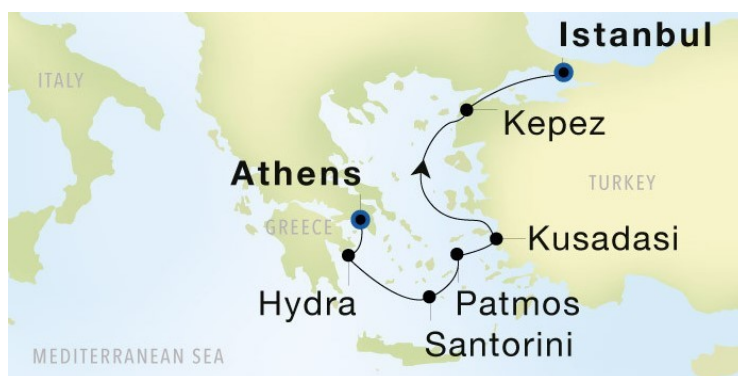 Istanbul
ITALY
Kepez
Athens
TURKEY
GREECE
Kusadasi
Hydra
Patmos
Santorini
MEDITERRANEAN SEA